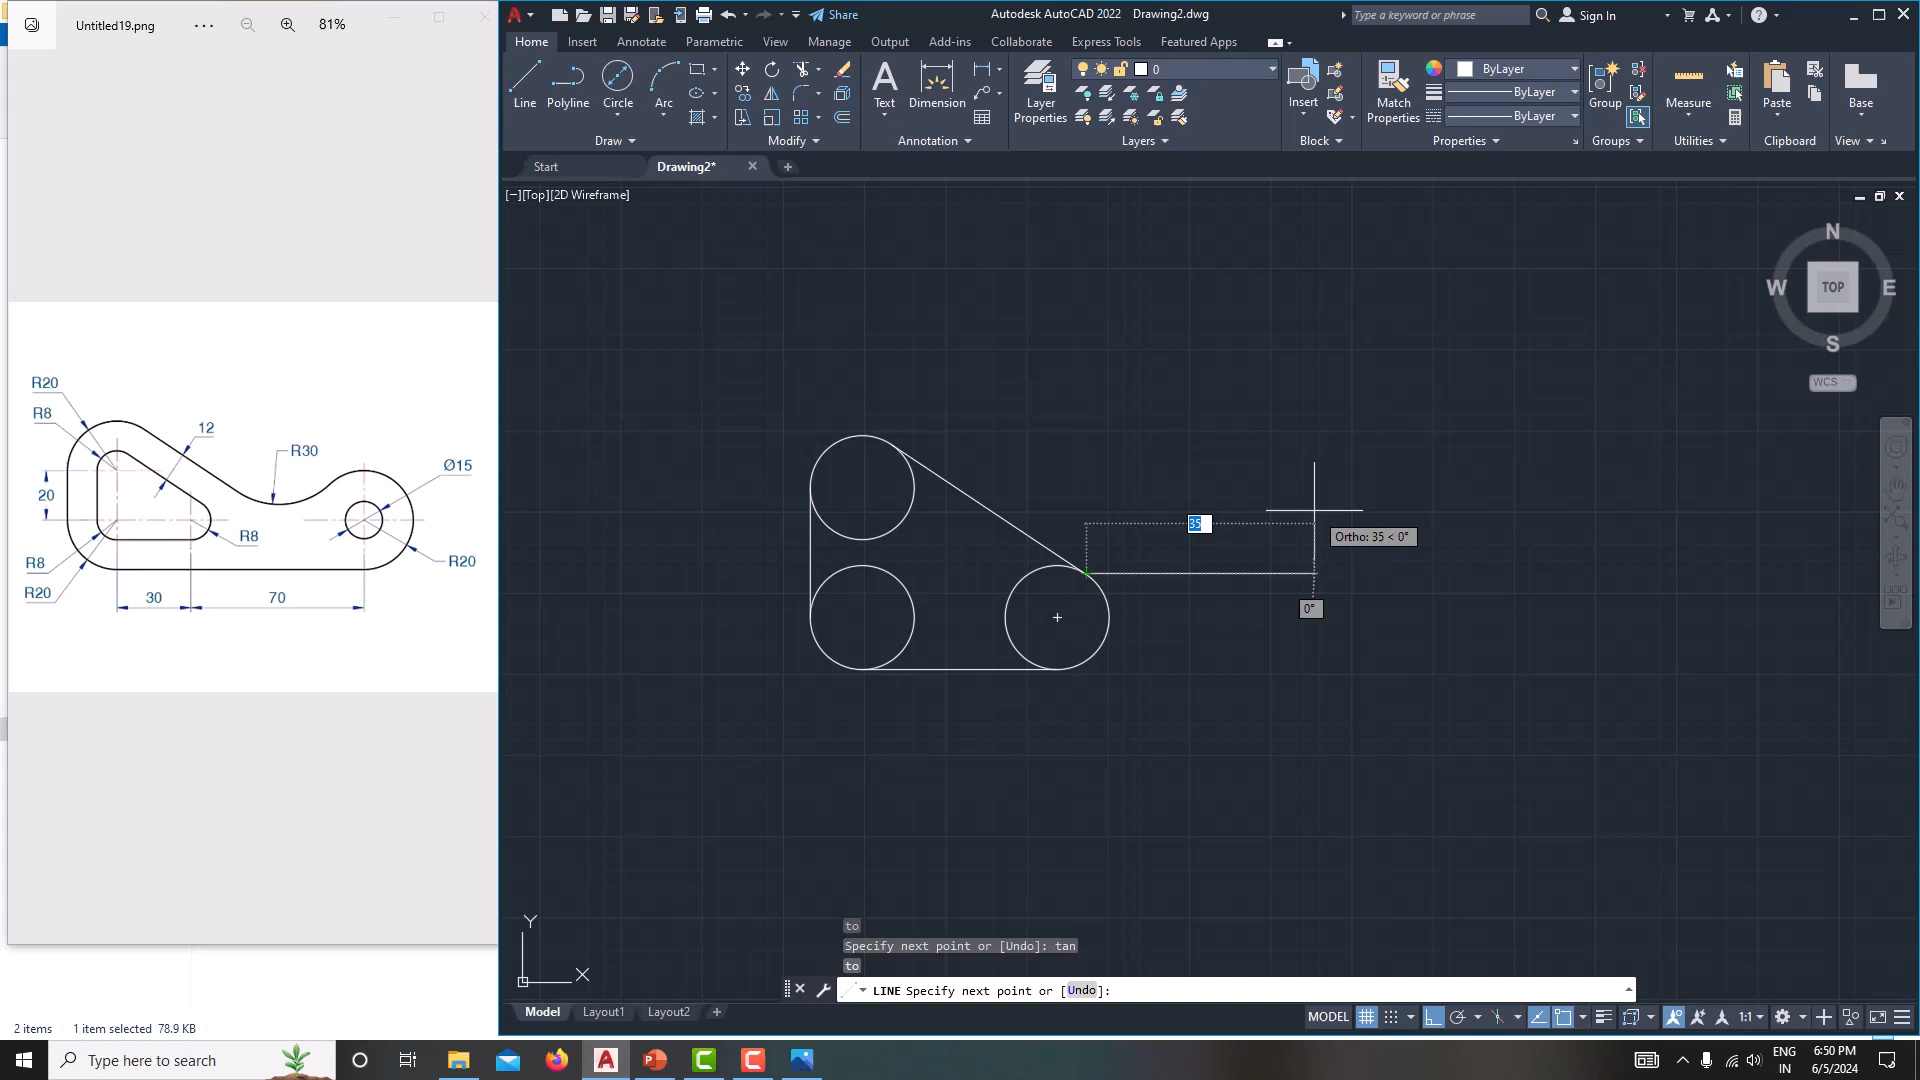 Untitled19.png
81%
R20
R8
12
R30
Ø15
20
R8
R8
R20
R20
30
70
2 items 1 item selected 78.9 KB
Share
Autodesk AutoCAD 2022 Drawing2.dwg
Type a keyword or phrase
Sign In
Home Insert Annotate Parametric View Manage Output Add-ins Collaborate Express Tools Featured Apps
Line
Polyline
Circle
Arc
Text
Dimension
Layer
Properties
0
Insert
Match
Properties
ByLayer
ByLayer
ByLayer
Group
Measure
Paste
Base
Draw
Modify
Annotation
Layers
Block
Properties
Groups
Utilities
Clipboard
View
Start
Drawing2*
[−][Top][2D Wireframe]
N
W
TOP
E
S
WCS
35
Ortho: 35 < 0°
0°
Y
X
to
Specify next point or [Undo]: tan
to
LINE Specify next point or [Undo]:
Model Layout1 Layout2
MODEL
1:1
Type here to search
ENG
IN
6:50 PM
6/5/2024